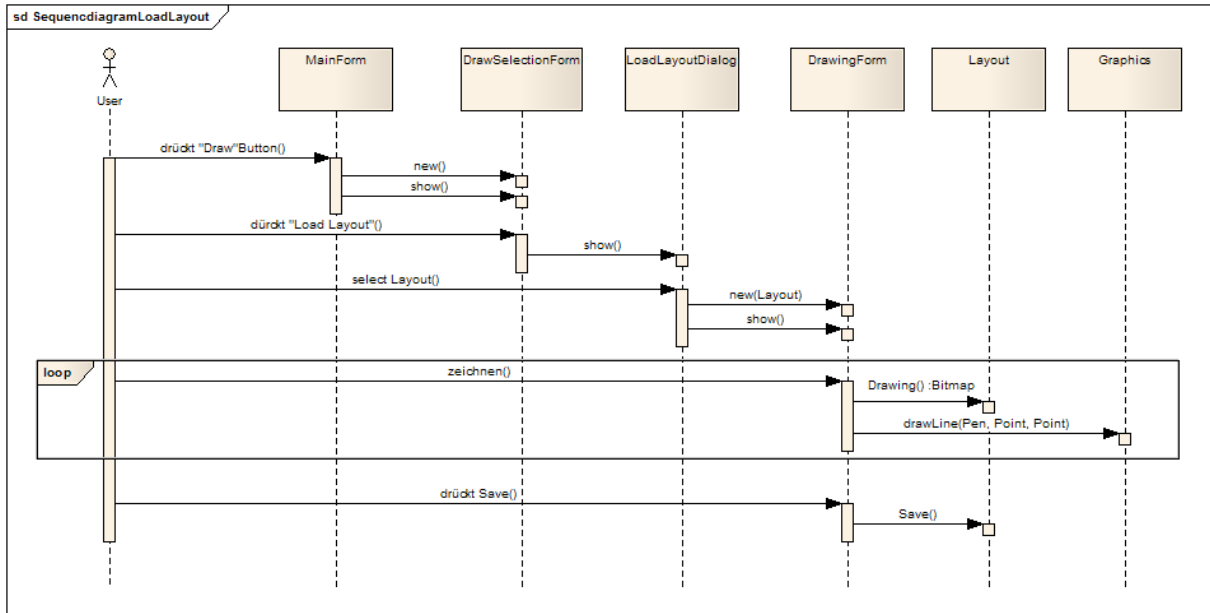 sd SequencdiagramLoadLayout
User
MainForm
DrawSelectionForm
LoadLayoutDialog
DrawingForm
Layout
Graphics
drückt "Draw"Button()
new()
show()
dürckt "Load Layout"()
show()
select Layout()
new(Layout)
show()
loop
zeichnen()
Drawing() :Bitmap
drawLine(Pen, Point, Point)
drückt Save()
Save()